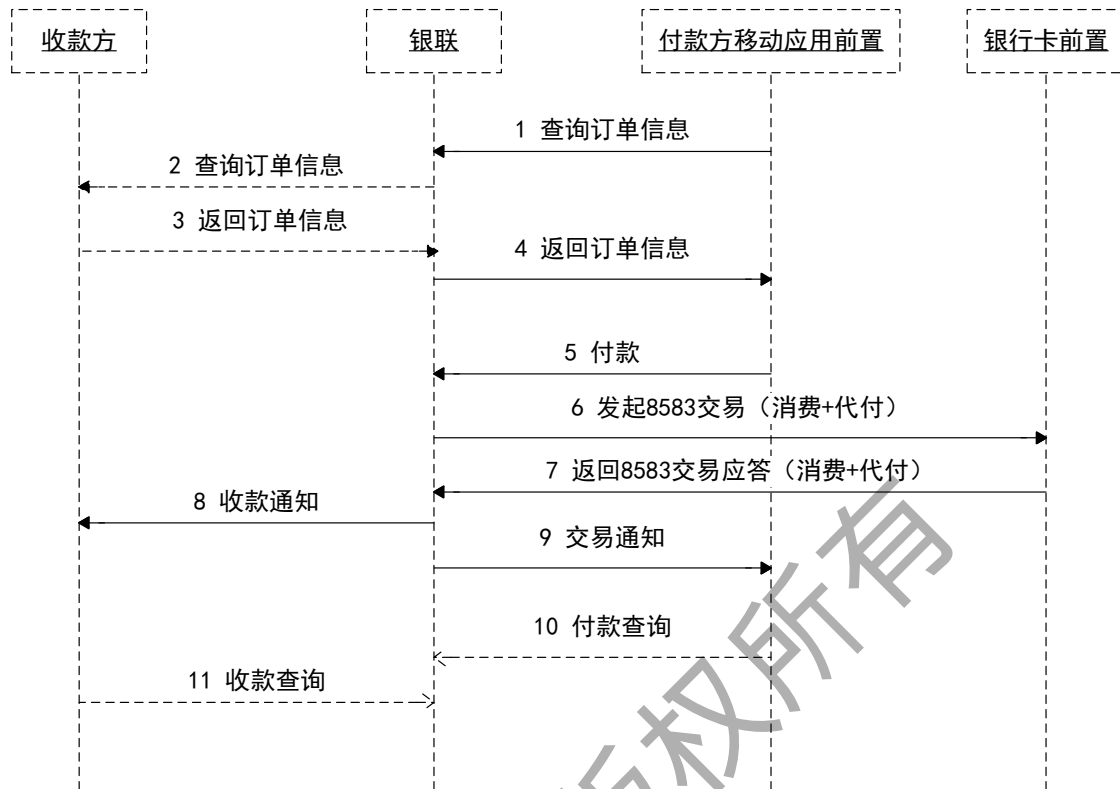 收款方
银联
付款方移动应用前置
银行卡前置
1 查询订单信息
2 查询订单信息
3 返回订单信息
4 返回订单信息
5 付款
6 发起8583交易（消费+代付）
7 返回8583交易应答（消费+代付）
8 收款通知
9 交易通知
10 付款查询
11 收款查询
版权所有